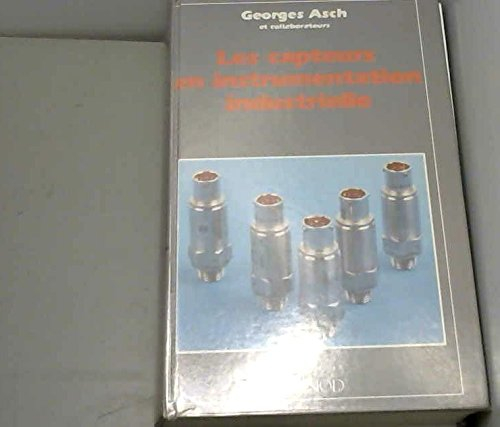 Georges Asch
et collaborateurs
Les capteurs
en instrumentation
industrielle